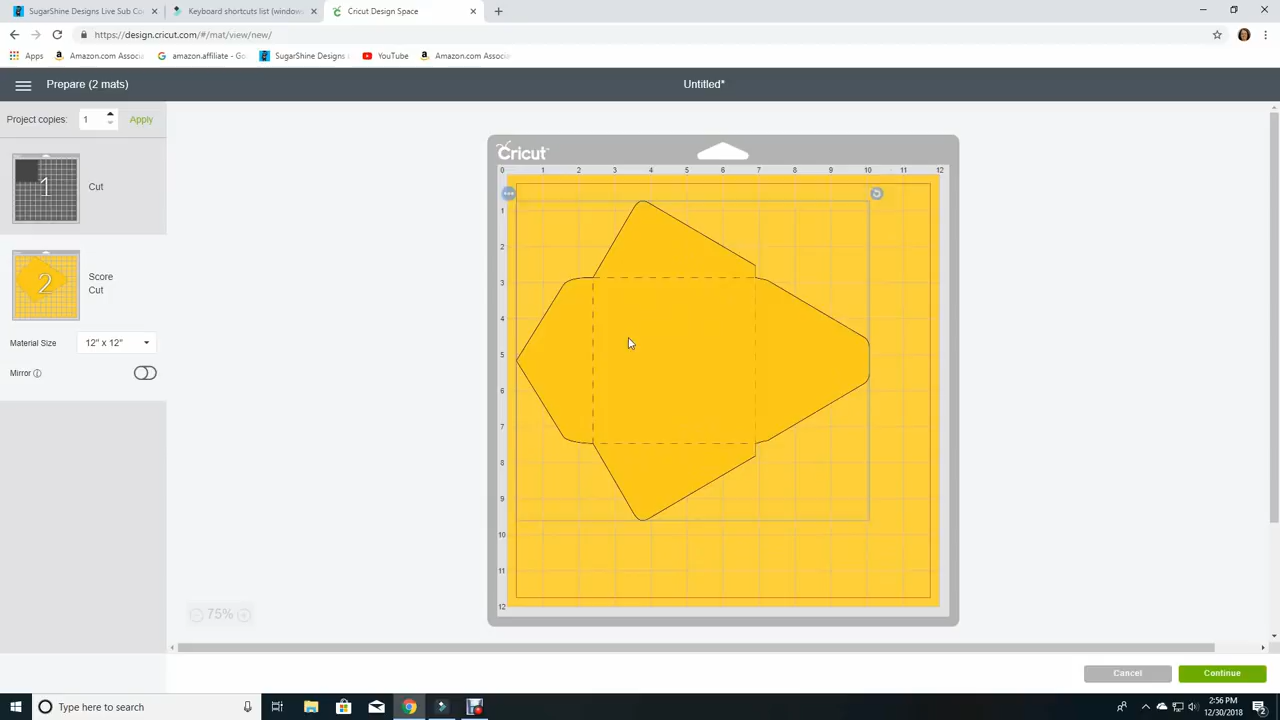 SugarShine Designs Live Sub Co
Keyboard shortcuts list (window
Cricut Design Space
https://design.cricut.com/#/mat/view/new/
Apps
Amazon.com Associa
amazon.affiliate - Go
SugarShine Designs
YouTube
Amazon.com Associ
Prepare (2 mats)
Untitled*
Project copies:
1
Apply
1
Cut
2
Score
Cut
Material Size
12" x 12"
Mirror
Cricut
0 1 2 3 4 5 6 7 8 9 10 11 12
1
2
3
4
5
6
7
8
9
10
11
12
75%
Cancel
Continue
Type here to search
2:56 PM
12/30/2018
2